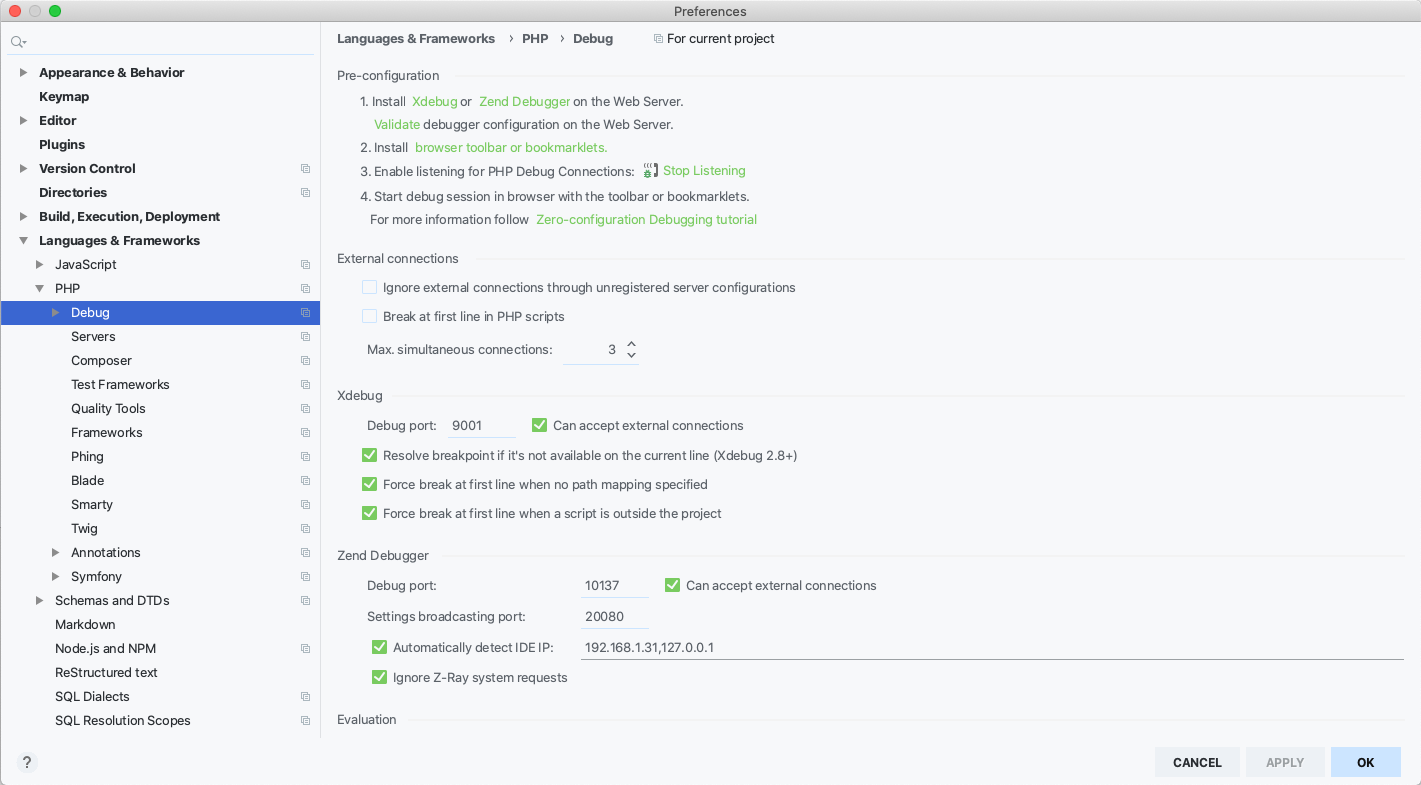 Preferences
Appearance & Behavior
Keymap
Editor
Plugins
Version Control
Directories
Build, Execution, Deployment
Languages & Frameworks
JavaScript
PHP
Debug
Servers
Composer
Test Frameworks
Quality Tools
Frameworks
Phing
Blade
Smarty
Twig
Annotations
Symfony
Schemas and DTDs
Markdown
Node.js and NPM
ReStructured text
SQL Dialects
SQL Resolution Scopes
Languages & Frameworks › PHP › Debug For current project
Pre-configuration
1. Install Xdebug or Zend Debugger on the Web Server.
Validate debugger configuration on the Web Server.
2. Install browser toolbar or bookmarklets.
3. Enable listening for PHP Debug Connections: Stop Listening
4. Start debug session in browser with the toolbar or bookmarklets.
For more information follow Zero-configuration Debugging tutorial
External connections
Ignore external connections through unregistered server configurations
Break at first line in PHP scripts
Max. simultaneous connections: 3
Xdebug
Debug port: 9001 Can accept external connections
Resolve breakpoint if it's not available on the current line (Xdebug 2.8+)
Force break at first line when no path mapping specified
Force break at first line when a script is outside the project
Zend Debugger
Debug port: 10137 Can accept external connections
Settings broadcasting port: 20080
Automatically detect IDE IP: 192.168.1.31,127.0.0.1
Ignore Z-Ray system requests
Evaluation
? CANCEL APPLY OK